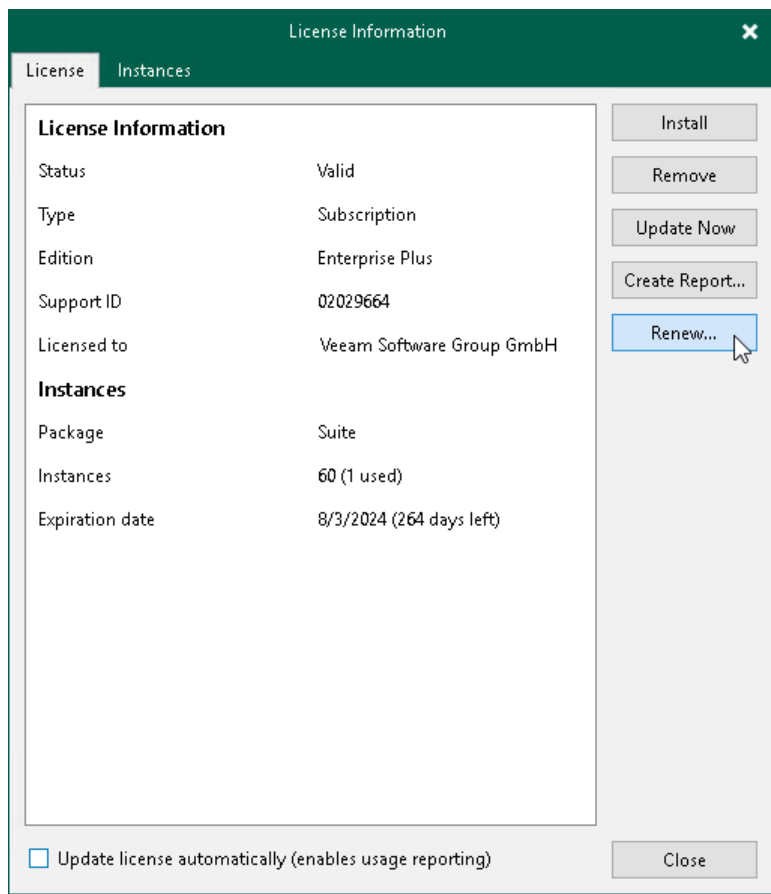 License Information
License Instances
License Information
Status Valid
Type Subscription
Edition Enterprise Plus
Support ID 02029664
Licensed to Veeam Software Group GmbH
Instances
Package Suite
Instances 60 (1 used)
Expiration date 8/3/2024 (264 days left)
Install
Remove
Update Now
Create Report...
Renew...
Update license automatically (enables usage reporting)
Close